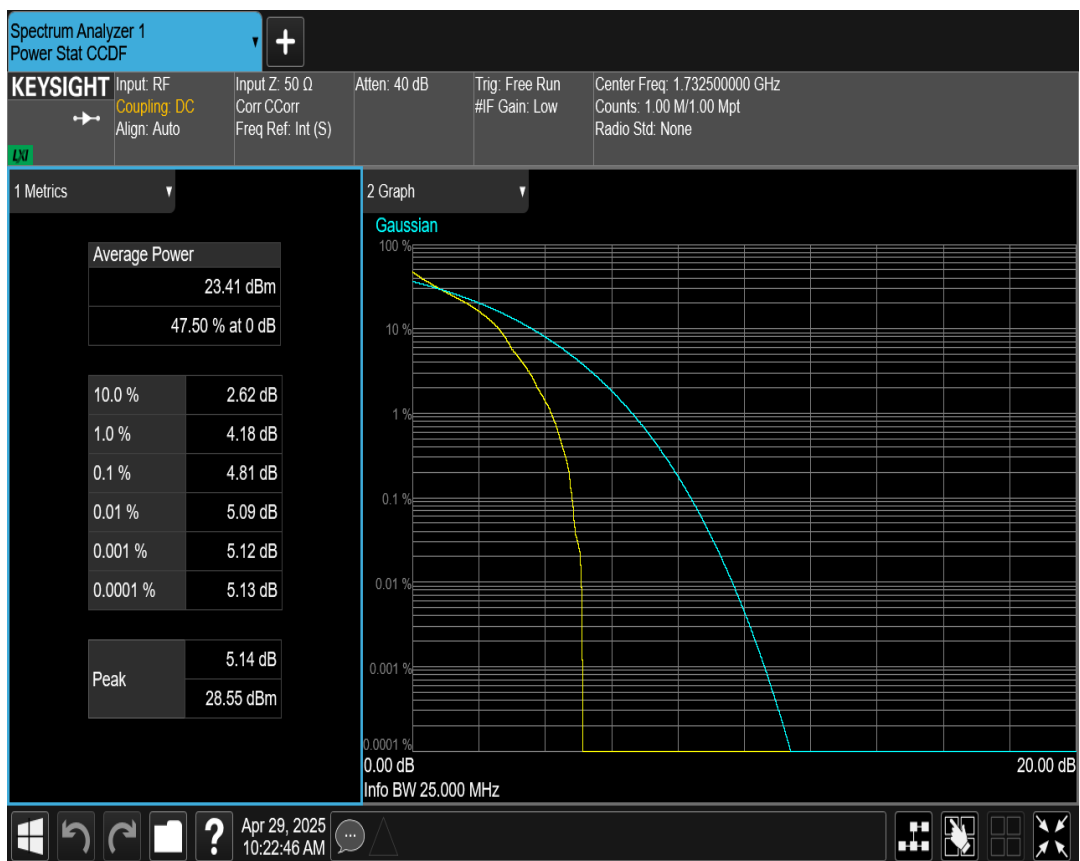 Spectrum Analyzer 1
Power Stat CCDF
KEYSIGHT
LXI
Input: RF
Coupling: DC
Align: Auto
Input Z: 50 Ω
Corr CCorr
Freq Ref: Int (S)
Atten: 40 dB
Trig: Free Run
#IF Gain: Low
Center Freq: 1.732500000 GHz
Counts: 1.00 M/1.00 Mpt
Radio Std: None
1 Metrics
Average Power
23.41 dBm
47.50 % at 0 dB
10.0 % 2.62 dB
1.0 % 4.18 dB
0.1 % 4.81 dB
0.01 % 5.09 dB
0.001 % 5.12 dB
0.0001 % 5.13 dB
Peak
5.14 dB
28.55 dBm
2 Graph
Gaussian
100 %
10 %
1 %
0.1 %
0.01 %
0.001 %
0.0001 %
0.00 dB 20.00 dB
Info BW 25.000 MHz
?
Apr 29, 2025
10:22:46 AM